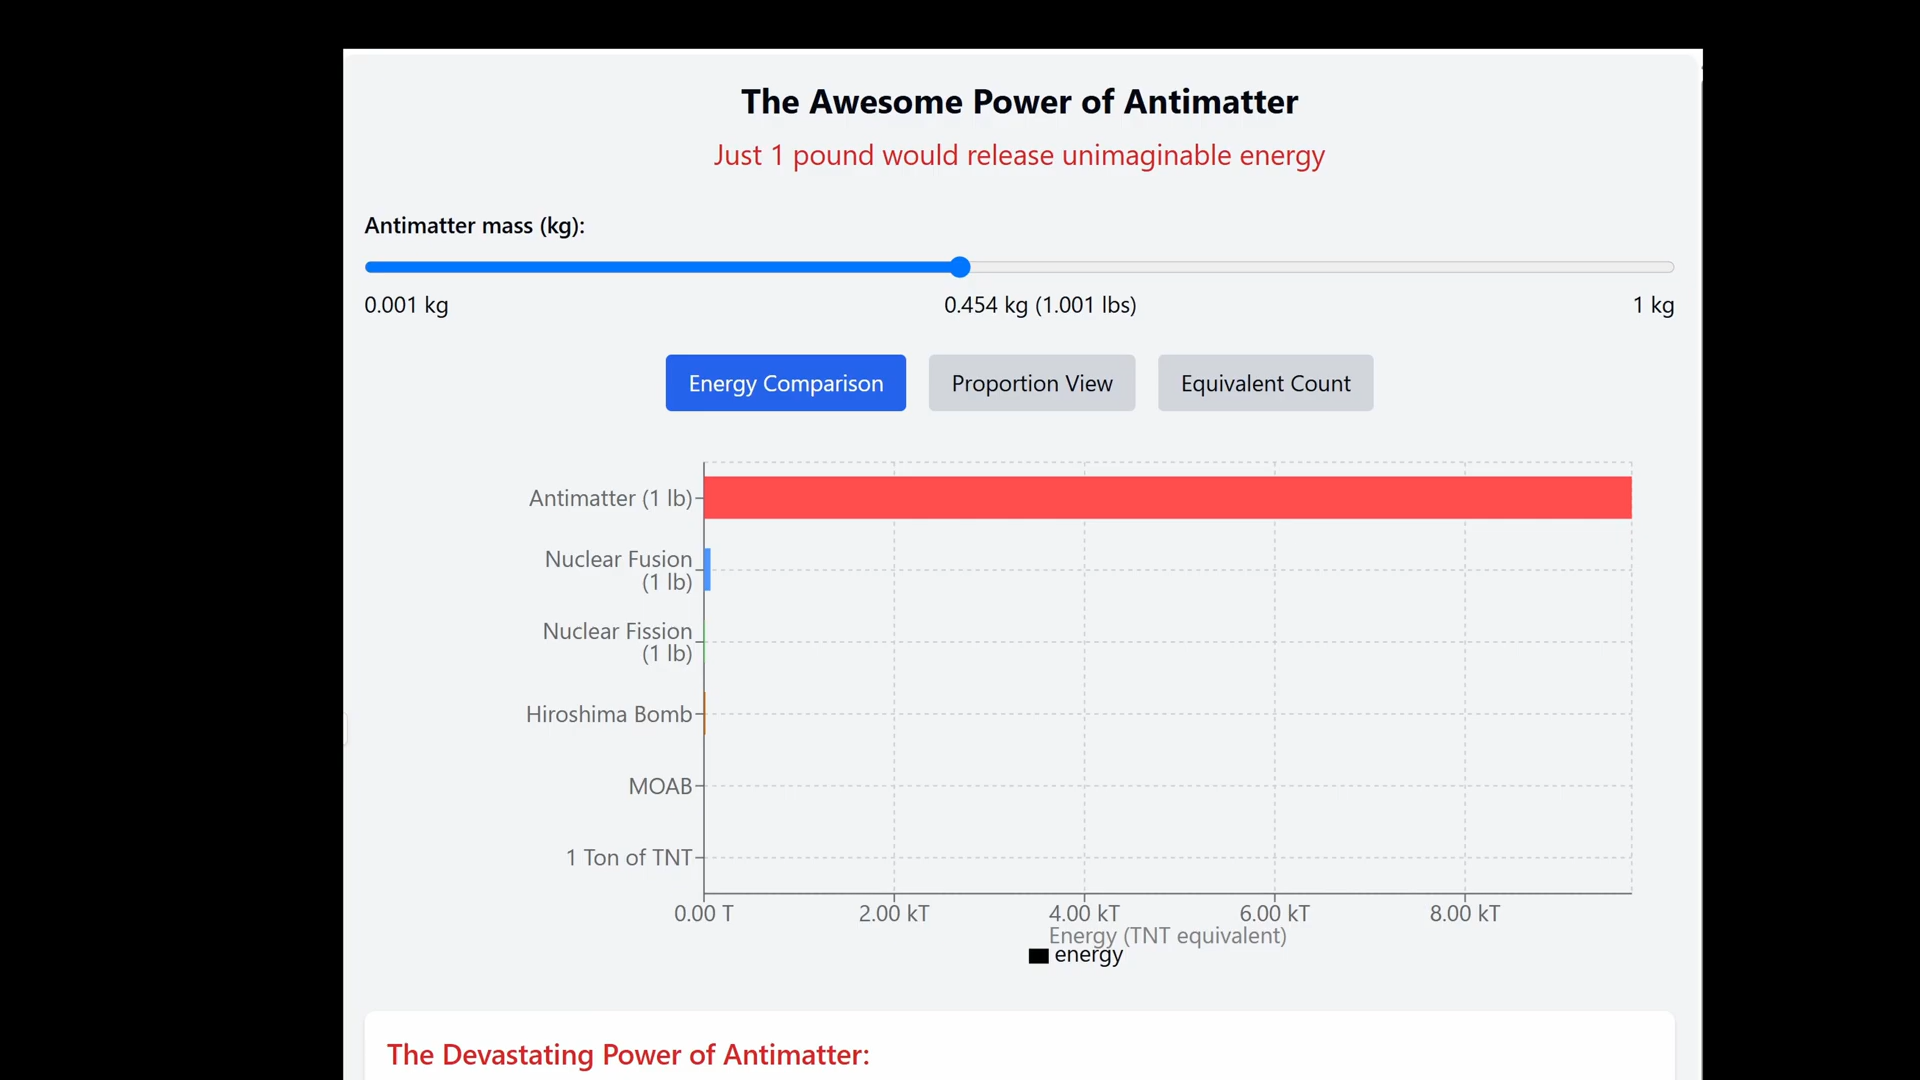 The Awesome Power of Antimatter
Just 1 pound would release unimaginable energy
Antimatter mass (kg):
0.001 kg
0.454 kg (1.001 lbs)
1 kg
Energy Comparison
Proportion View
Equivalent Count
Antimatter (1 lb)
Nuclear Fusion
(1 lb)
Nuclear Fission
(1 lb)
Hiroshima Bomb
MOAB
1 Ton of TNT
0.00 T
2.00 kT
4.00 kT
6.00 kT
8.00 kT
Energy (TNT equivalent)
energy
The Devastating Power of Antimatter: